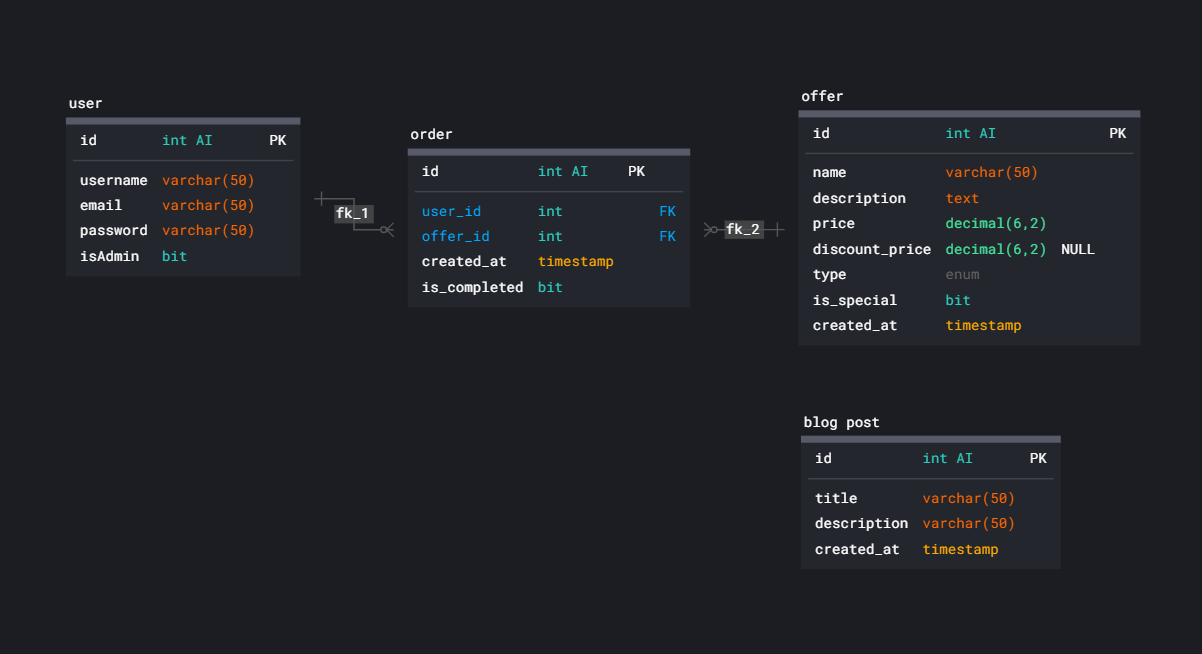 user
id int AI PK
username varchar(50)
email varchar(50)
password varchar(50)
isAdmin bit
fk_1
order
id int AI PK
user_id int FK
offer_id int FK
created_at timestamp
is_completed bit
fk_2
offer
id int AI PK
name varchar(50)
description text
price decimal(6,2)
discount_price decimal(6,2) NULL
type enum
is_special bit
created_at timestamp
blog post
id int AI PK
title varchar(50)
description varchar(50)
created_at timestamp